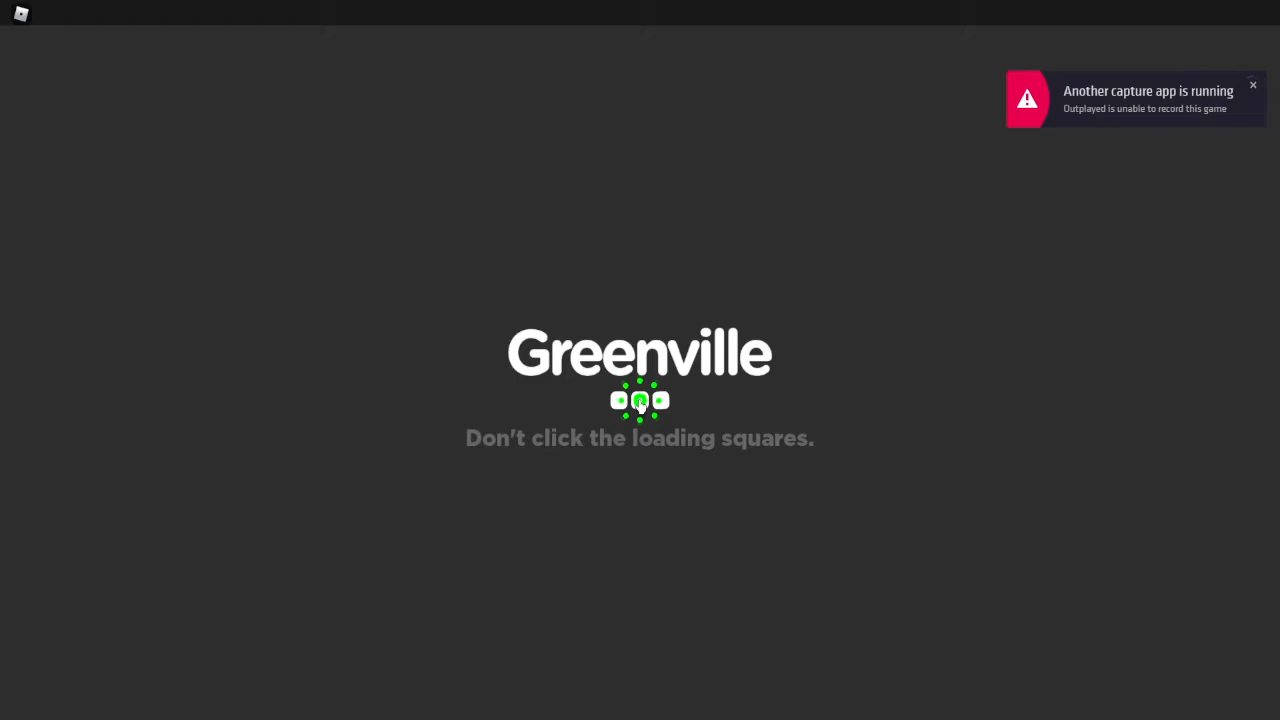 Another capture app is running
Outplayed is unable to record this game
Greenville
Don't click the loading squares.